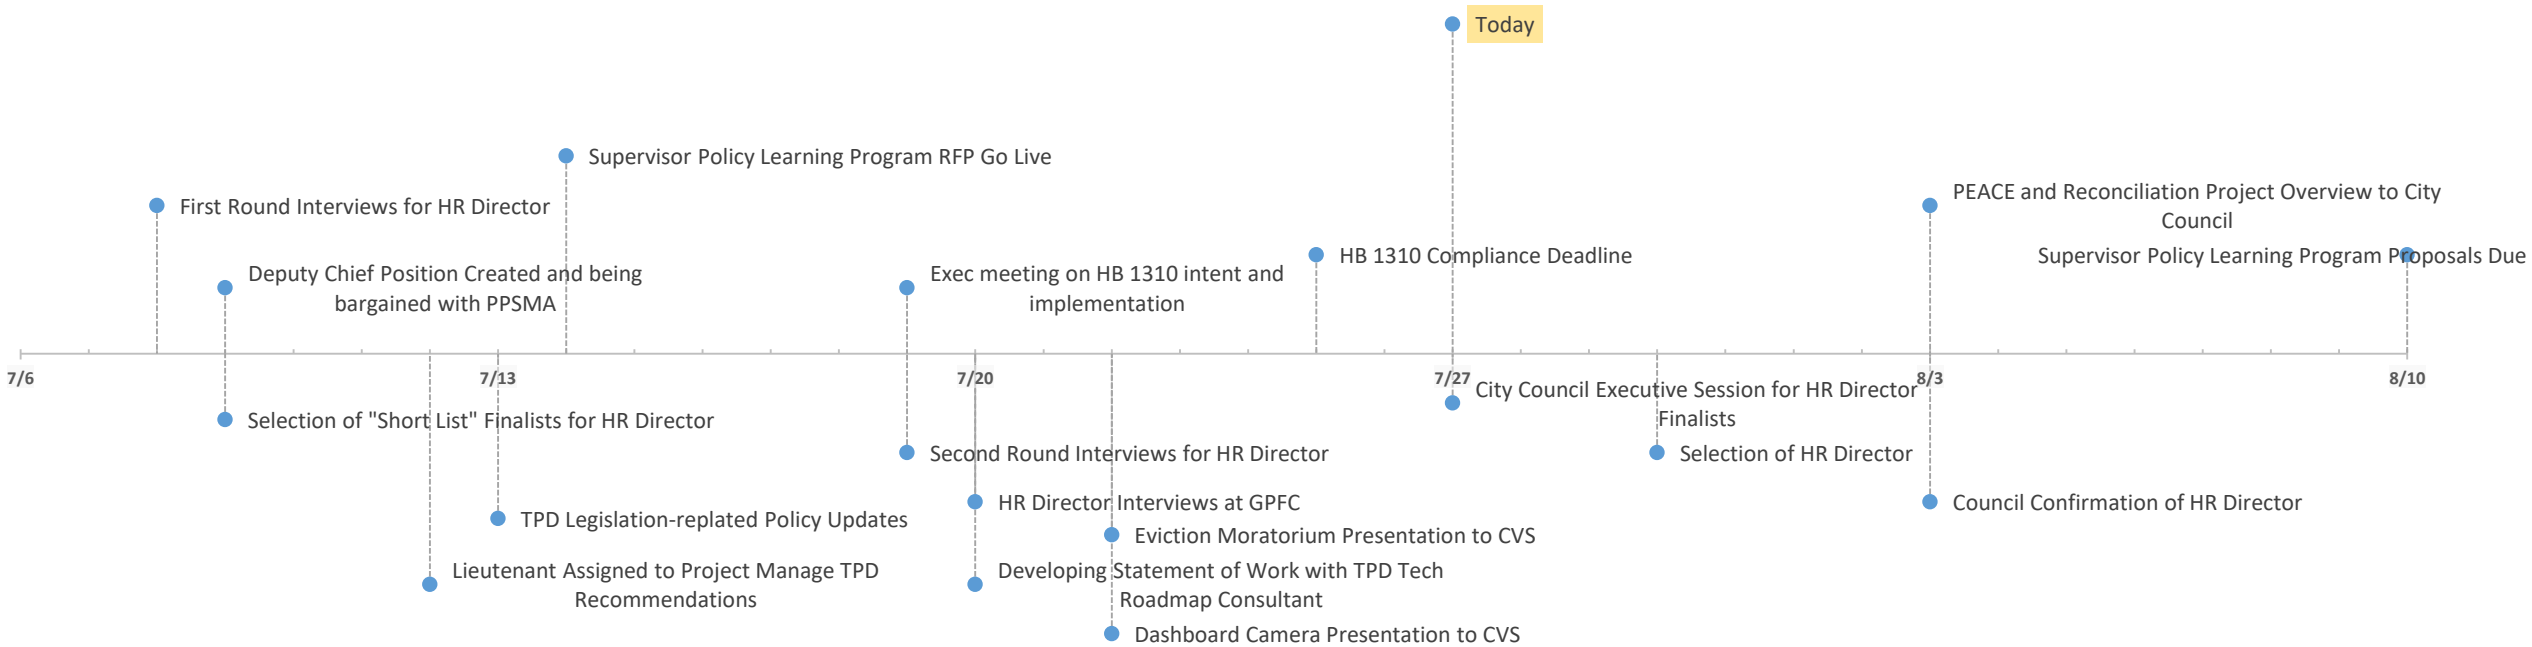 Today
Supervisor Policy Learning Program RFP Go Live
First Round Interviews for HR Director
PEACE and Reconciliation Project Overview to City
Council
HB 1310 Compliance Deadline
Supervisor Policy Learning Program Proposals Due
Deputy Chief Position Created and being
bargained with PPSMA
Exec meeting on HB 1310 intent and
implementation
7/6
7/13
7/20
7/27
8/3
8/10
City Council Executive Session for HR Director
Finalists
Selection of "Short List" Finalists for HR Director
Second Round Interviews for HR Director
Selection of HR Director
HR Director Interviews at GPFC
Council Confirmation of HR Director
TPD Legislation-replated Policy Updates
Eviction Moratorium Presentation to CVS
Lieutenant Assigned to Project Manage TPD
Recommendations
Developing Statement of Work with TPD Tech
Roadmap Consultant
Dashboard Camera Presentation to CVS